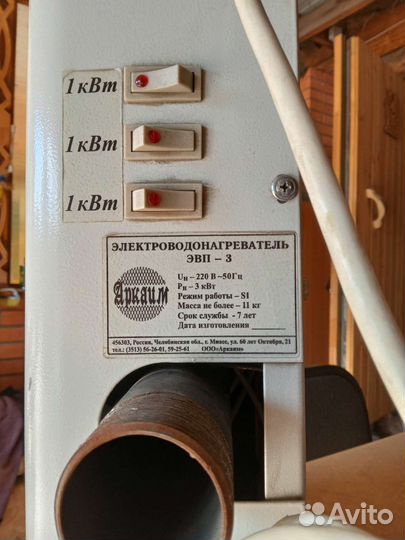 1 кВт
1 кВт
1 кВт
ЭЛЕКТРОВОДОНАГРЕВАТЕЛЬ
ЭВП – 3
Аркаим
Uн – 220 В ~50Гц
Рн – 3 кВт
Режим работы – S1
Масса не более – 11 кг
Срок службы - 7 лет
Дата изготовления
456303, Россия, Челябинская обл., г. Миасс, ул. 60 лет Октября, 21
тел.: (3513) 56-26-01, 59-25-61 ООО«Аркаим»
Avito